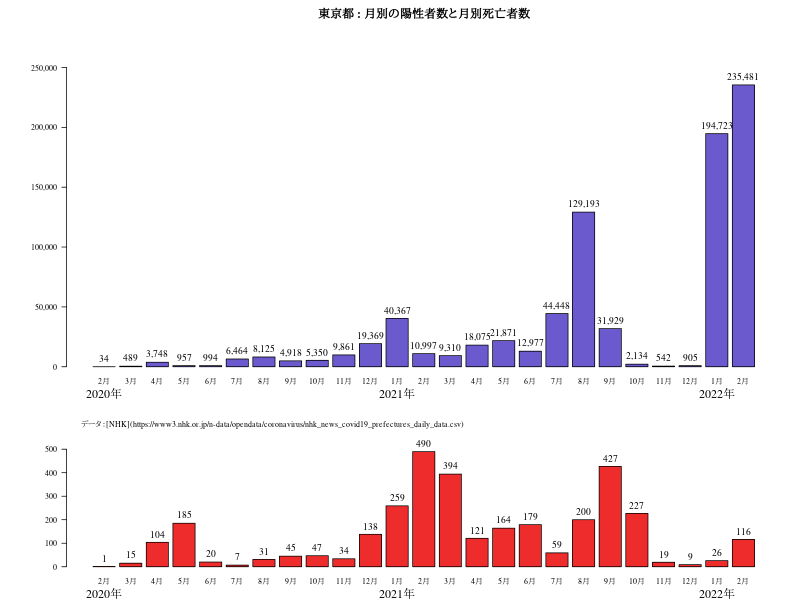 東京都 : 月別の陽性者数と月別死亡者数
250,000
200,000
150,000
100,000
50,000
0
34 489 3,748 957 994 6,464 8,125 4,918 5,350 9,861 19,369 40,367 10,997 9,310 18,075 21,871 12,977 44,448 129,193 31,929 2,134 542 905 194,723 235,481
2月 3月 4月 5月 6月 7月 8月 9月 10月 11月 12月 1月 2月 3月 4月 5月 6月 7月 8月 9月 10月 11月 12月 1月 2月
2020年 2021年 2022年
データ:[NHK](https://www3.nhk.or.jp/n-data/opendata/coronavirus/nhk_news_covid19_prefectures_daily_data.csv)
500
400
300
200
100
0
1 15 104 185 20 7 31 45 47 34 138 259 490 394 121 164 179 59 200 427 227 19 9 26 116
2月 3月 4月 5月 6月 7月 8月 9月 10月 11月 12月 1月 2月 3月 4月 5月 6月 7月 8月 9月 10月 11月 12月 1月 2月
2020年 2021年 2022年